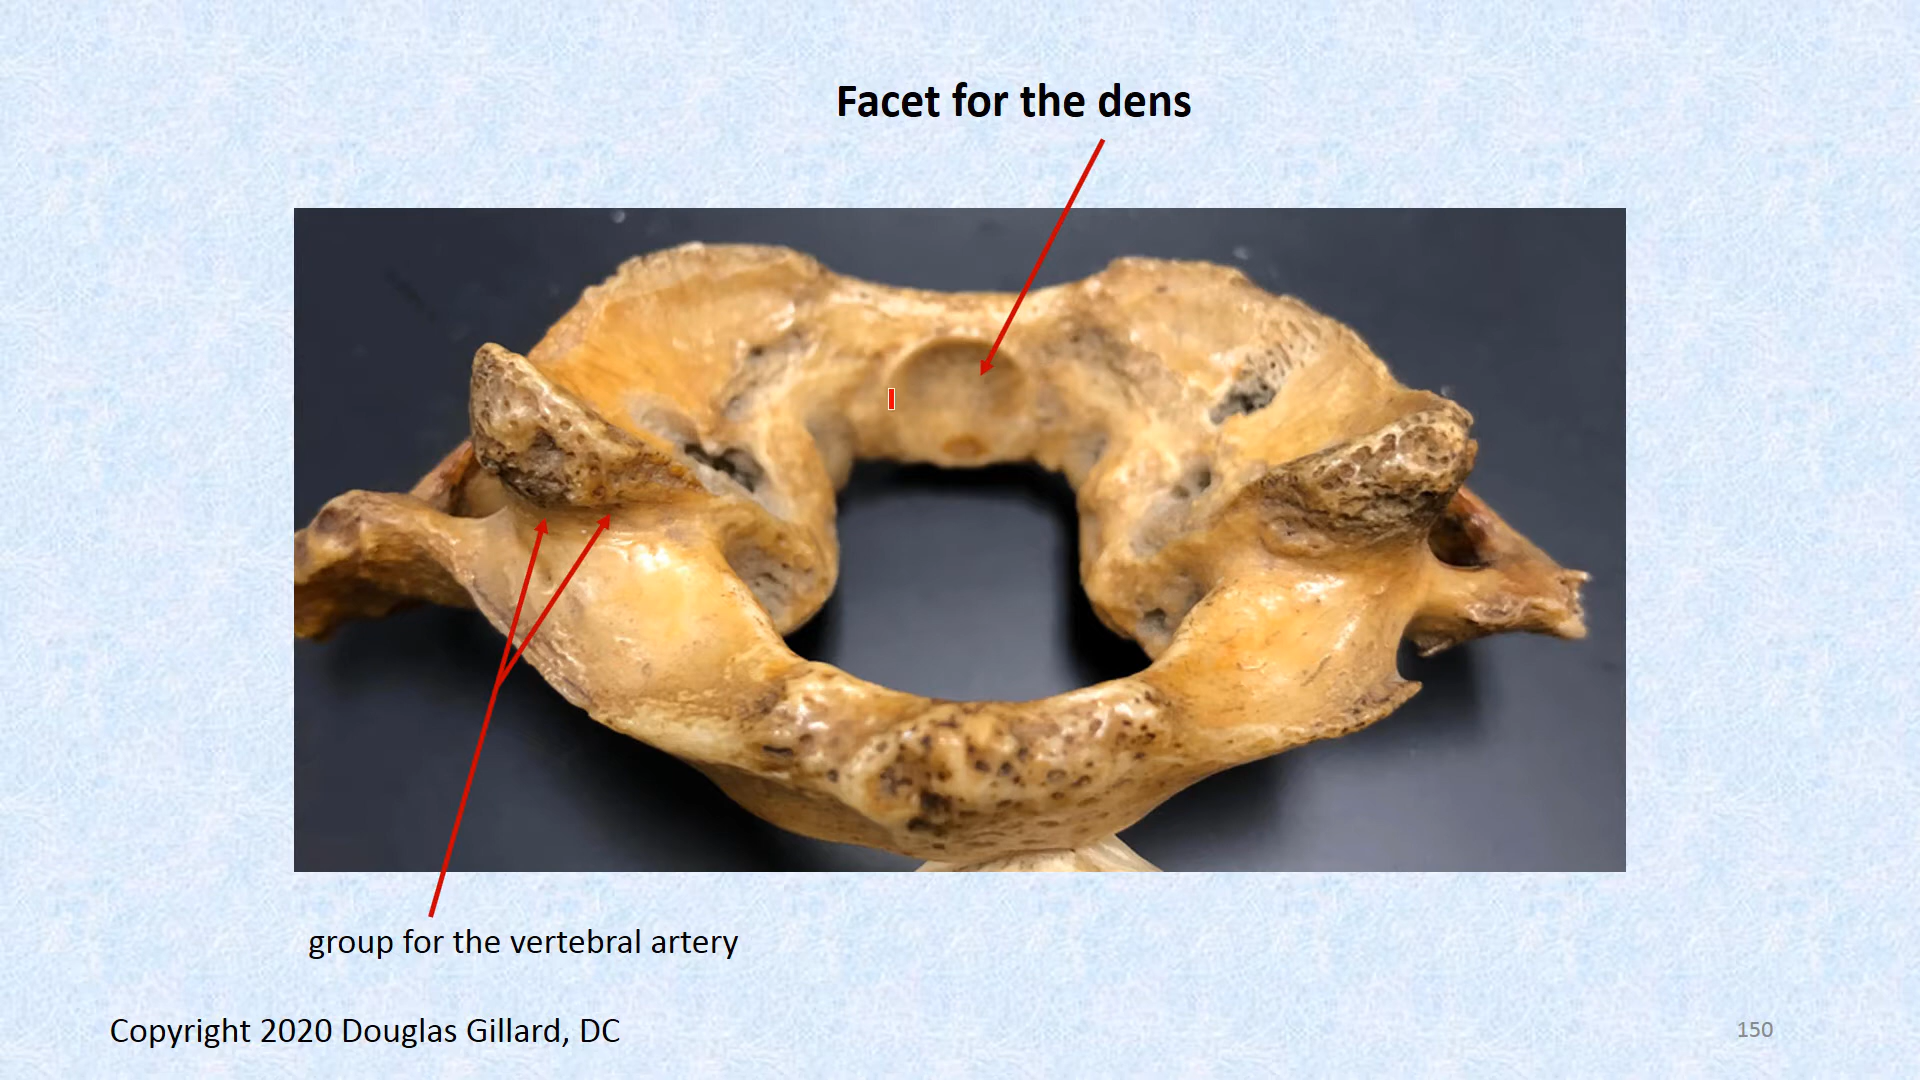 Facet for the dens
group for the vertebral artery
Copyright 2020 Douglas Gillard, DC
150